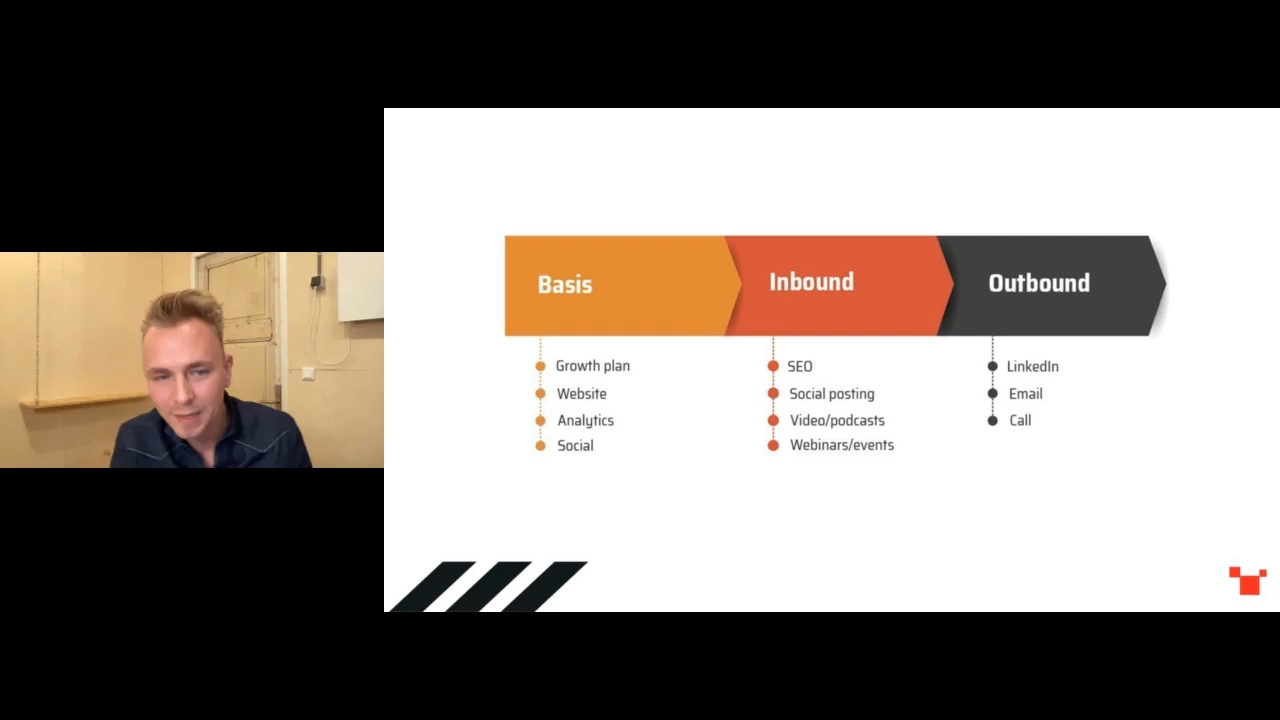 Basis
Growth plan
Website
Analytics
Social
Inbound
SEO
Social posting
Video/podcasts
Webinars/events
Outbound
LinkedIn
Email
Call